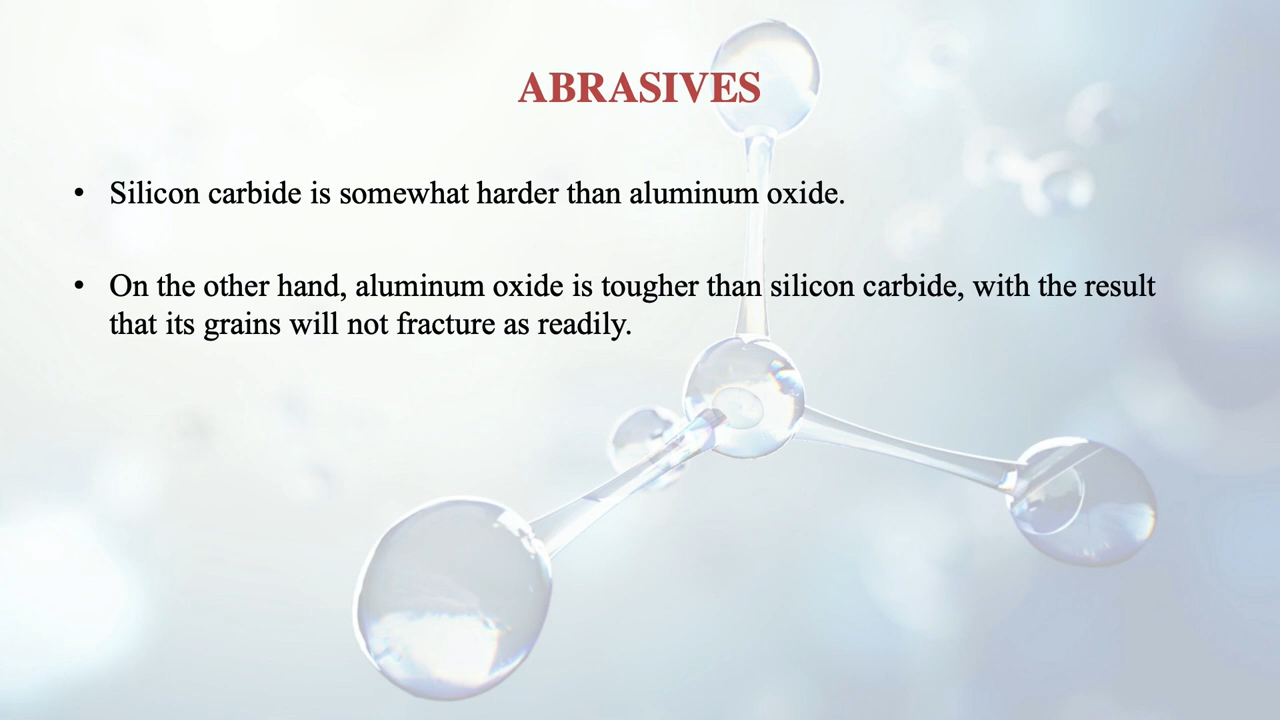 ABRASIVES
• Silicon carbide is somewhat harder than aluminum oxide.
• On the other hand, aluminum oxide is tougher than silicon carbide, with the result
that its grains will not fracture as readily.